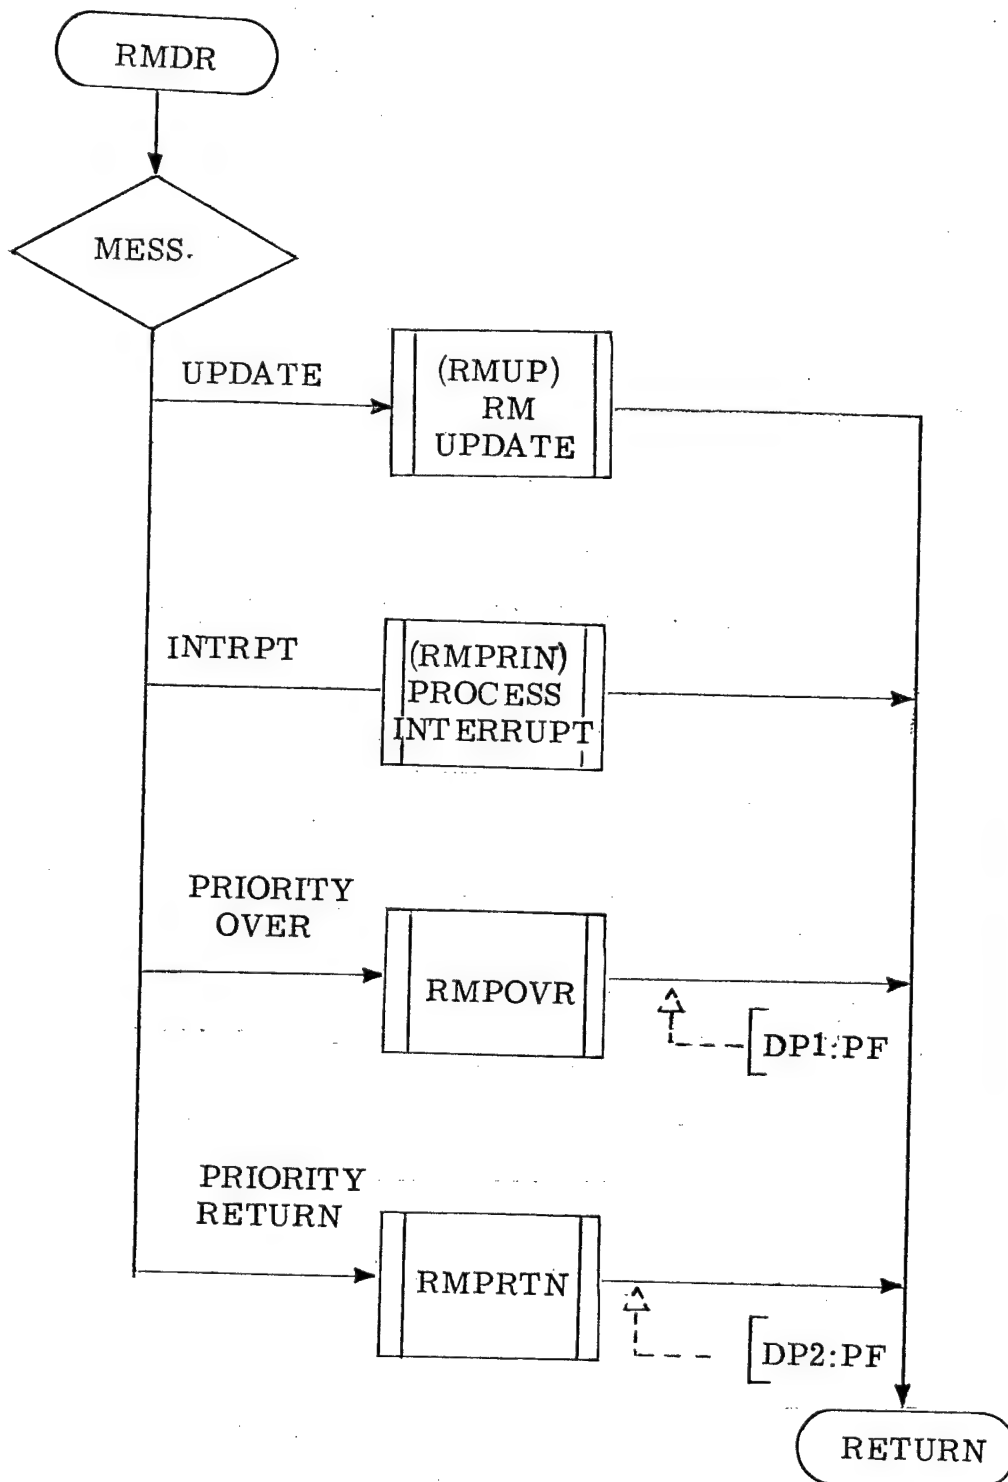 RMDR
MESS.
UPDATE
(RMUP)
RM
UPDATE
INTRPT
(RMPRIN)
PROCESS
INTERRUPT
PRIORITY
OVER
RMPOVR
DP1:PF
PRIORITY
RETURN
RMPRTN
DP2:PF
RETURN